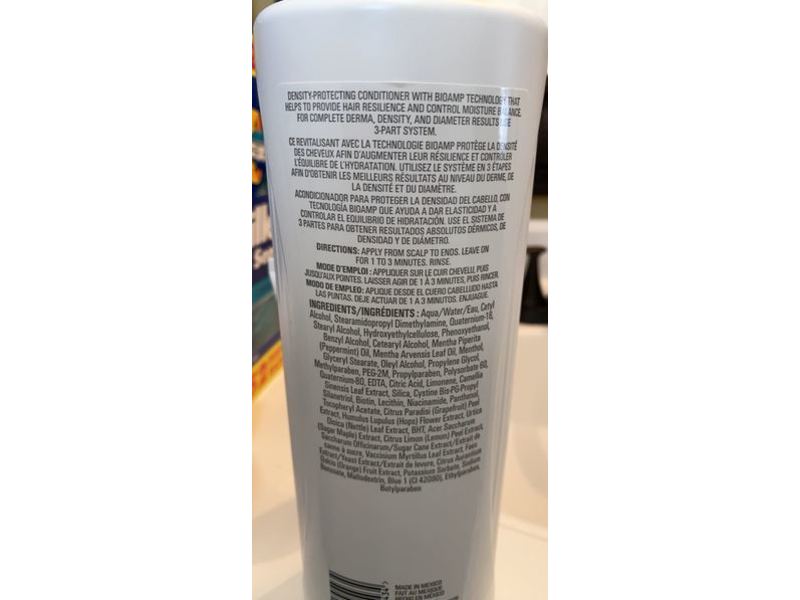 DENSITY-PROTECTING CONDITIONER WITH BIOAMP TECHNOLOGY THAT
HELPS TO PROVIDE HAIR RESILIENCE AND CONTROL MOISTURE BALANCE.
FOR COMPLETE DERMA, DENSITY, AND DIAMETER RESULTS USE
3-PART SYSTEM.
CE REVITALISANT AVEC LA TECHNOLOGIE BIOAMP PROTÈGE LA DENSITÉ
DES CHEVEUX AFIN D'AUGMENTER LEUR RÉSILIENCE ET CONTRÔLER
L'ÉQUILIBRE DE L'HYDRATATION. UTILISEZ LE SYSTÈME EN 3 ÉTAPES
AFIN D'OBTENIR LES MEILLEURS RÉSULTATS AU NIVEAU DU DERME, DE
LA DENSITÉ ET DU DIAMÈTRE.
ACONDICIONADOR PARA PROTEGER LA DENSIDAD DEL CABELLO, CON
TECNOLOGÍA BIOAMP QUE AYUDA A DAR ELASTICIDAD Y A
CONTROLAR EL EQUILIBRIO DE HIDRATACIÓN. USE EL SISTEMA DE
3 PARTES PARA OBTENER RESULTADOS ABSOLUTOS DÉRMICOS, DE
DENSIDAD Y DE DIÁMETRO.
DIRECTIONS: APPLY FROM SCALP TO ENDS. LEAVE ON
FOR 1 TO 3 MINUTES. RINSE.
MODE D'EMPLOI : APPLIQUER SUR LE CUIR CHEVELU, PUIS
JUSQU'AUX POINTES. LAISSER AGIR DE 1 À 3 MINUTES, PUIS RINCER.
MODO DE EMPLEO: APLIQUE DESDE EL CUERO CABELLUDO HASTA
LAS PUNTAS. DEJE ACTUAR DE 1 A 3 MINUTOS. ENJUAGUE.
INGREDIENTS/INGRÉDIENTS : Aqua/Water/Eau, Cetyl
Alcohol, Stearamidopropyl Dimethylamine, Quaternium-18,
Stearyl Alcohol, Hydroxyethylcellulose, Phenoxyethanol,
Benzyl Alcohol, Cetearyl Alcohol, Mentha Piperita
(Peppermint) Oil, Mentha Arvensis Leaf Oil, Menthol,
Glyceryl Stearate, Oleyl Alcohol, Propylene Glycol,
Methylparaben, PEG-2M, Propylparaben, Polysorbate 60,
Quaternium-80, EDTA, Citric Acid, Limonene, Camellia
Sinensis Leaf Extract, Silica, Cystine Bis-PG-Propyl
Silanetriol, Biotin, Lecithin, Niacinamide, Panthenol,
Tocopheryl Acetate, Citrus Paradisi (Grapefruit) Peel
Extract, Humulus Lupulus (Hops) Flower Extract, Urtica
Dioica (Nettle) Leaf Extract, BHT, Acer Saccharum
(Sugar Maple) Extract, Citrus Limon (Lemon) Peel Extract,
Saccharum Officinarum/Sugar Cane Extract/Extrait de
canne à sucre, Vaccinium Myrtillus Leaf Extract, Faex
Extract/Yeast Extract/Extrait de levure, Citrus Aurantium
Dulcis (Orange) Fruit Extract, Potassium Sorbate, Sodium
Benzoate, Maltodextrin, Blue 1 (CI 42090), Ethylparaben,
Butylparaben
MADE IN MEXICO
FAIT AU MEXIQUE
HECHO EN MÉXICO